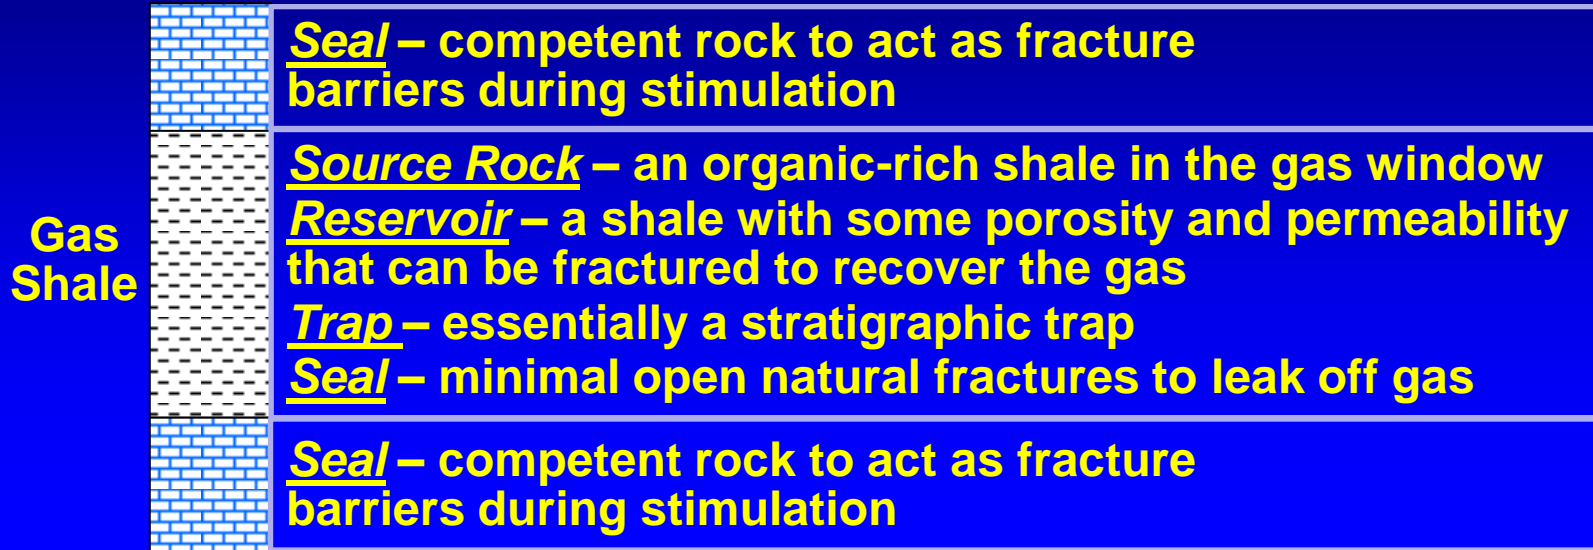 Seal – competent rock to act as fracture
barriers during stimulation
Gas
Shale
Source Rock – an organic-rich shale in the gas window
Reservoir – a shale with some porosity and permeability
that can be fractured to recover the gas
Trap – essentially a stratigraphic trap
Seal – minimal open natural fractures to leak off gas
Seal – competent rock to act as fracture
barriers during stimulation